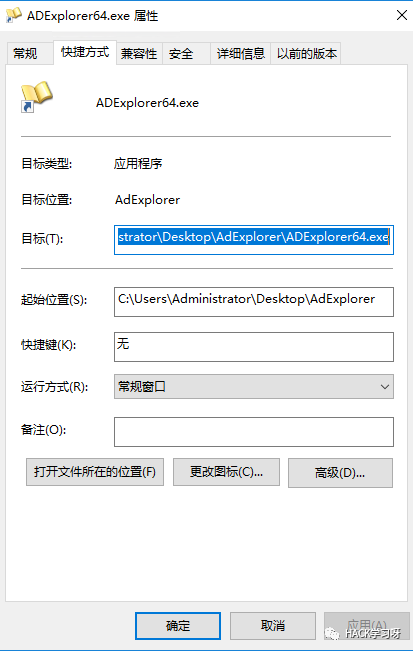 ADExplorer64.exe 属性
常规 快捷方式 兼容性 安全 详细信息 以前的版本
ADExplorer64.exe
目标类型: 应用程序
目标位置: AdExplorer
目标(T): strator\Desktop\AdExplorer\ADExplorer64.exe
起始位置(S): C:\Users\Administrator\Desktop\AdExplorer
快捷键(K): 无
运行方式(R): 常规窗口
备注(O):
打开文件所在的位置(F) 更改图标(C)... 高级(D)...
确定 取消 应用(A)
HACK学习呀